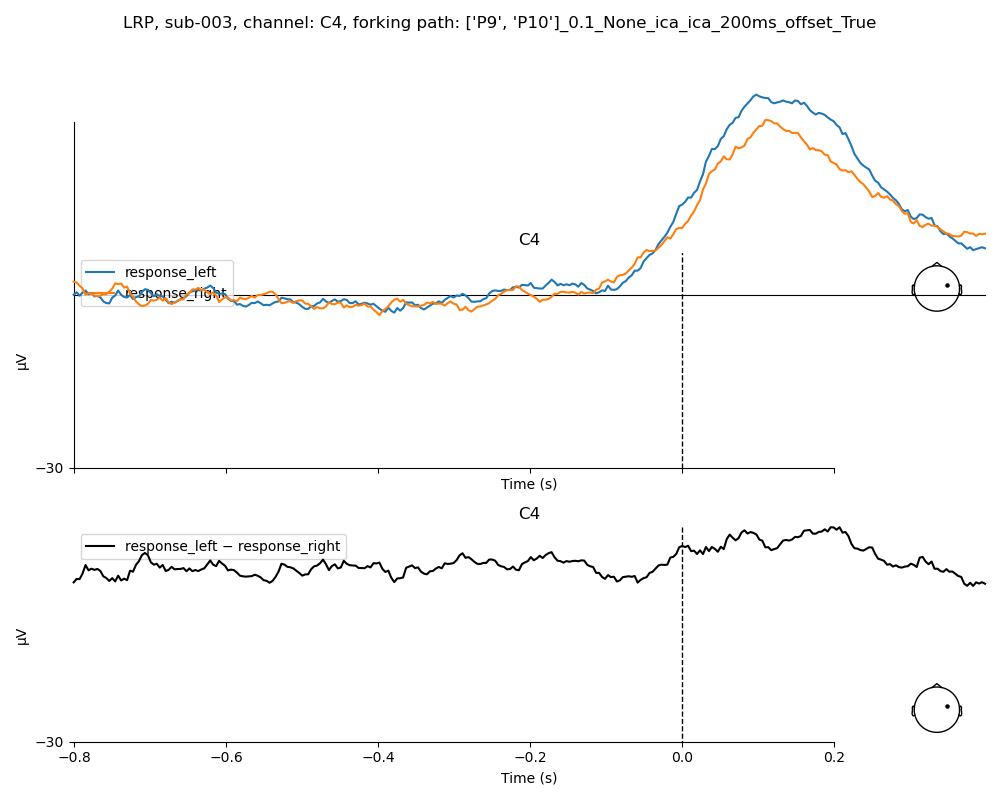 LRP, sub-003, channel: C4, forking path: ['P9', 'P10']_0.1_None_ica_ica_200ms_offset_True
C4
response_left
response_right
µV
−30
Time (s)
C4
response_left − response_right
µV
−30
−0.8 −0.6 −0.4 −0.2 0.0 0.2
Time (s)